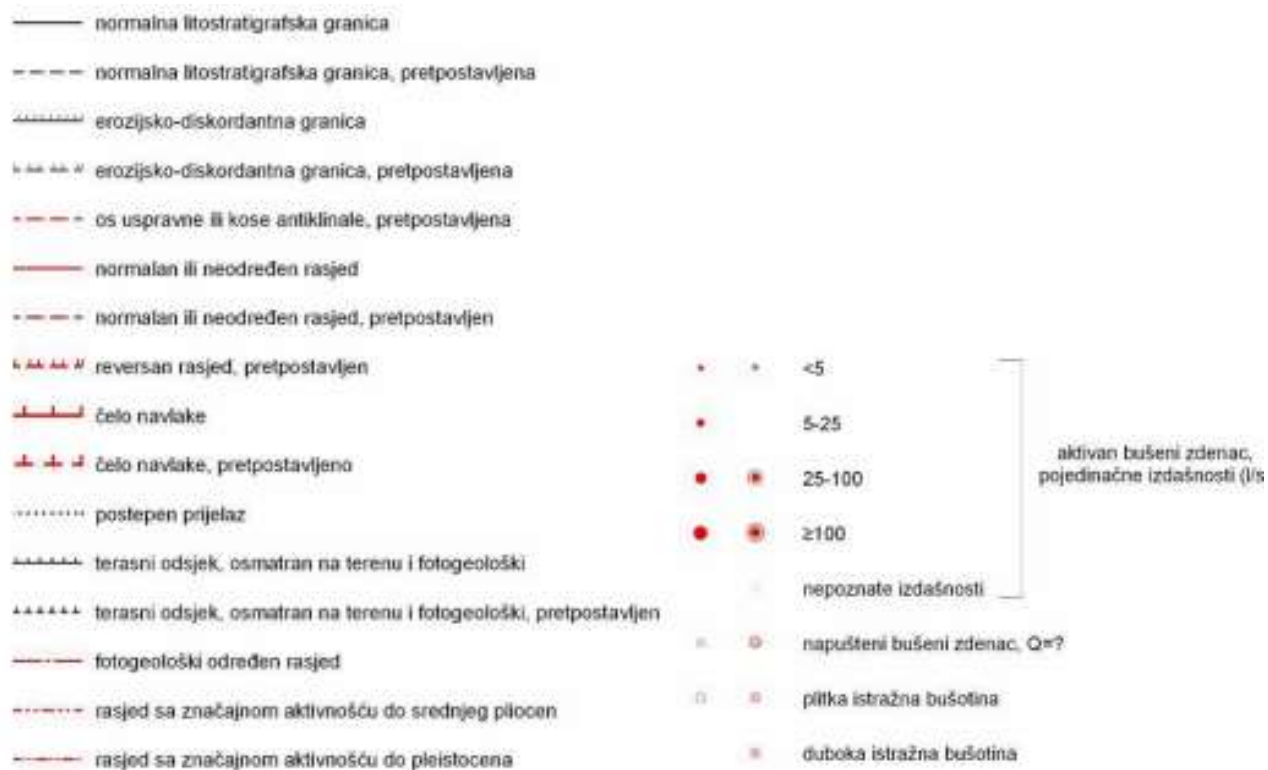 normalna litostratigrafska granica
normalna litostratigrafska granica, pretpostavljena
erozijsko-diskordantna granica
erozijsko-diskordantna granica, pretpostavljena
os uspravne ili kose antiklinale, pretpostavljena
normalan ili neodređen rasjed
normalan ili neodređen rasjed, pretpostavljen
reversan rasjed, pretpostavljen
čelo navlake
čelo navlake, pretpostavljeno
postepen prijelaz
terasni odsjek, osmatran na terenu i fotogeološki
terasni odsjek, osmatran na terenu i fotogeološki, pretpostavljen
fotogeološki određen rasjed
rasjed sa značajnom aktivnošću do srednjeg pliocen
rasjed sa značajnom aktivnošću do pleistocena
<5
5-25
25-100
≥100
nepoznate izdašnosti
aktivan bušeni zdenac,
pojedinačne izdašnosti (l/s
napušteni bušeni zdenac, Q=?
plitka istražna bušotina
duboka istražna bušotina